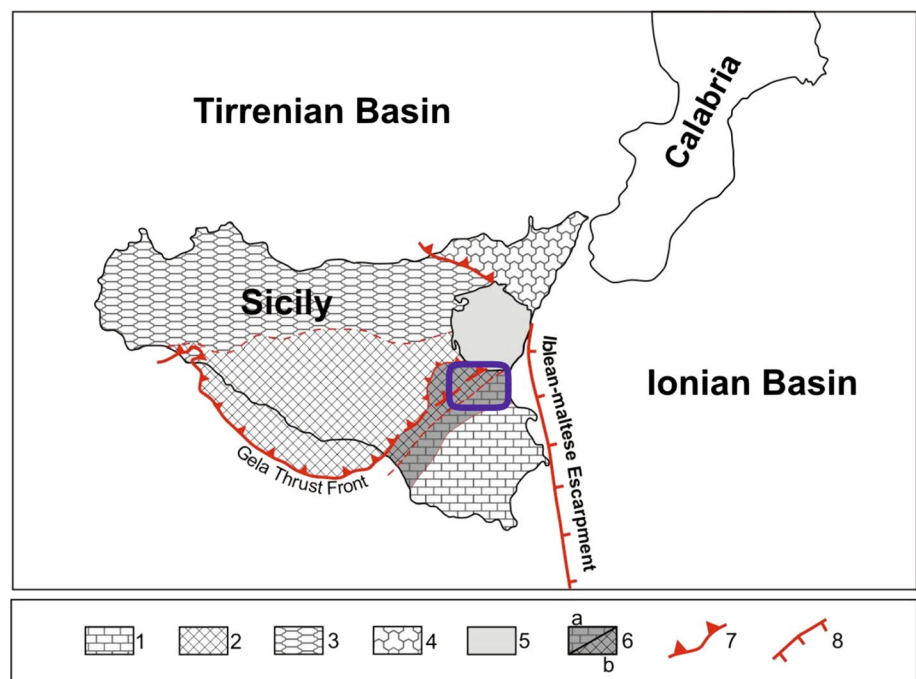 Tirrenian Basin
Calabria
Sicily
Ionian Basin
Iblean-maltese Escarpment
Gela Thrust Front
1
2
3
4
5
a
6
b
7
8